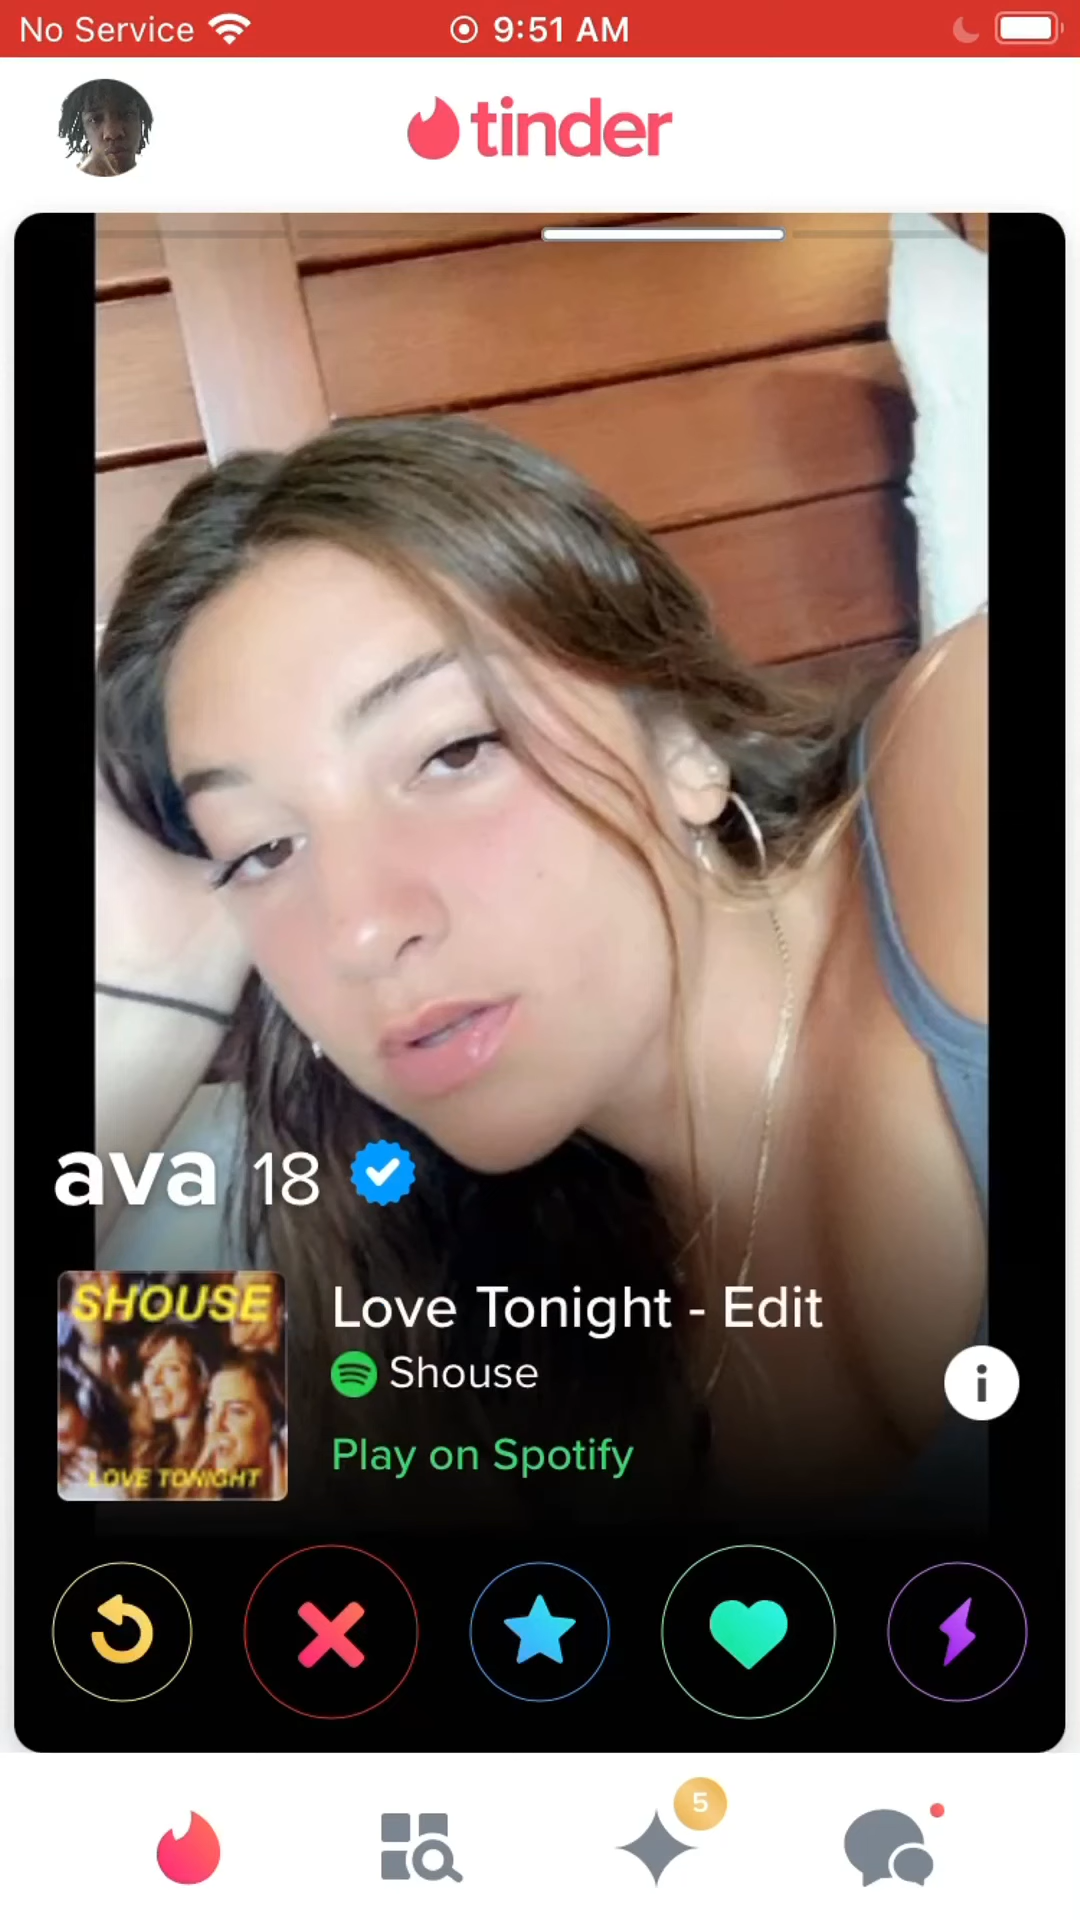 No Service 9:51 AM
tinder
ava 18
SHOUSE
LOVE TONIGHT
Love Tonight - Edit
Shouse
Play on Spotify
5